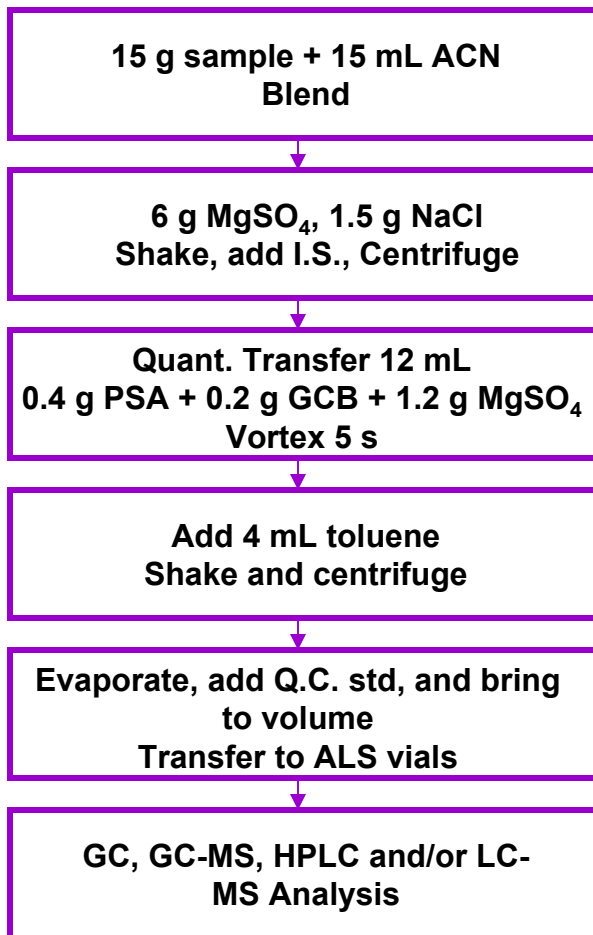 15 g sample + 15 mL ACN
Blend
6 g MgSO₄, 1.5 g NaCl
Shake, add I.S., Centrifuge
Quant. Transfer 12 mL
0.4 g PSA + 0.2 g GCB + 1.2 g MgSO₄
Vortex 5 s
Add 4 mL toluene
Shake and centrifuge
Evaporate, add Q.C. std, and bring
to volume
Transfer to ALS vials
GC, GC-MS, HPLC and/or LC-
MS Analysis